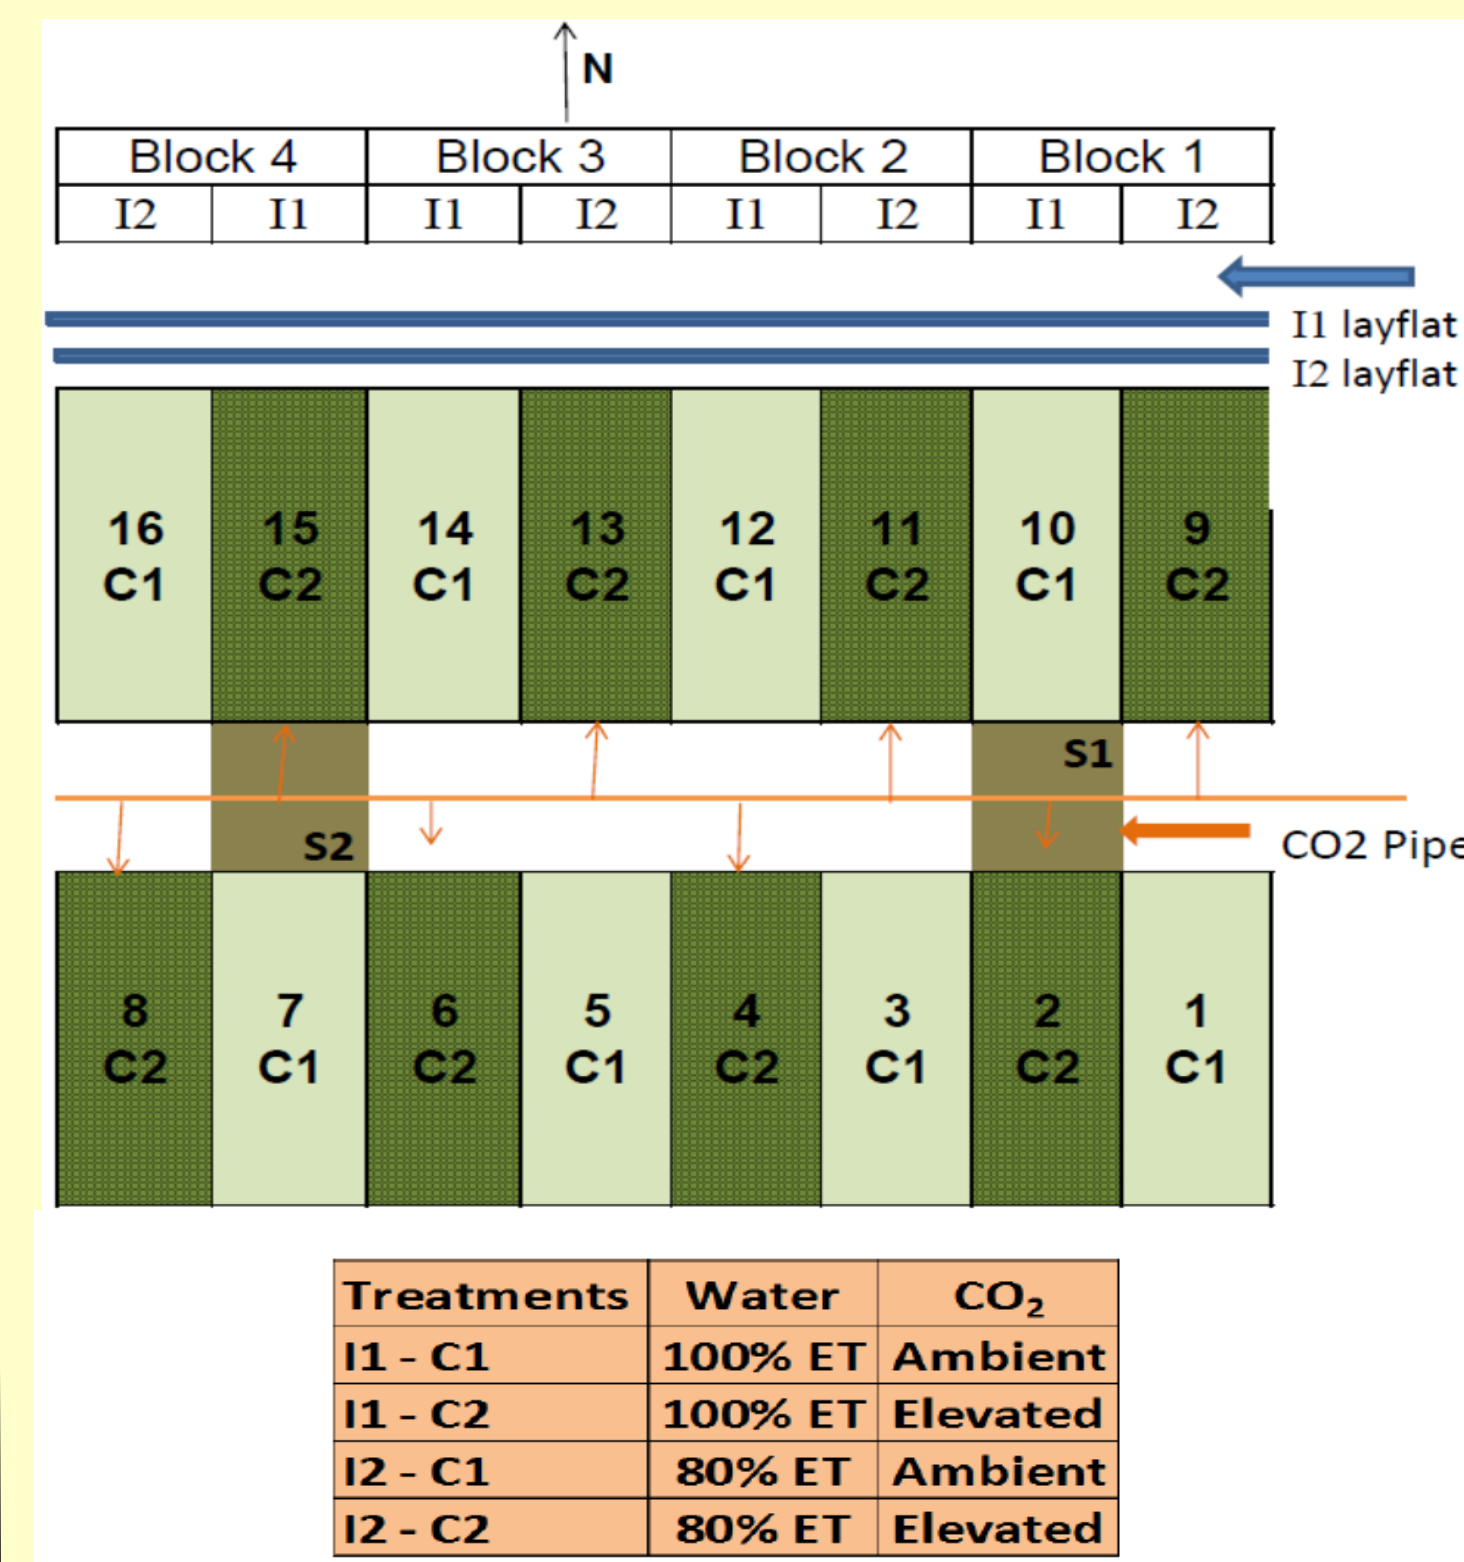 N
Block 4 Block 3 Block 2 Block 1
I2 I1 I1 I2 I1 I2 I1 I2
I1 layflat
I2 layflat
16 15 14 13 12 11 10 9
C1 C2 C1 C2 C1 C2 C1 C2
S1
S2
CO2 Pipe
8 7 6 5 4 3 2 1
C2 C1 C2 C1 C2 C1 C2 C1
Treatments Water CO₂
I1 - C1 100% ET Ambient
I1 - C2 100% ET Elevated
I2 - C1 80% ET Ambient
I2 - C2 80% ET Elevated